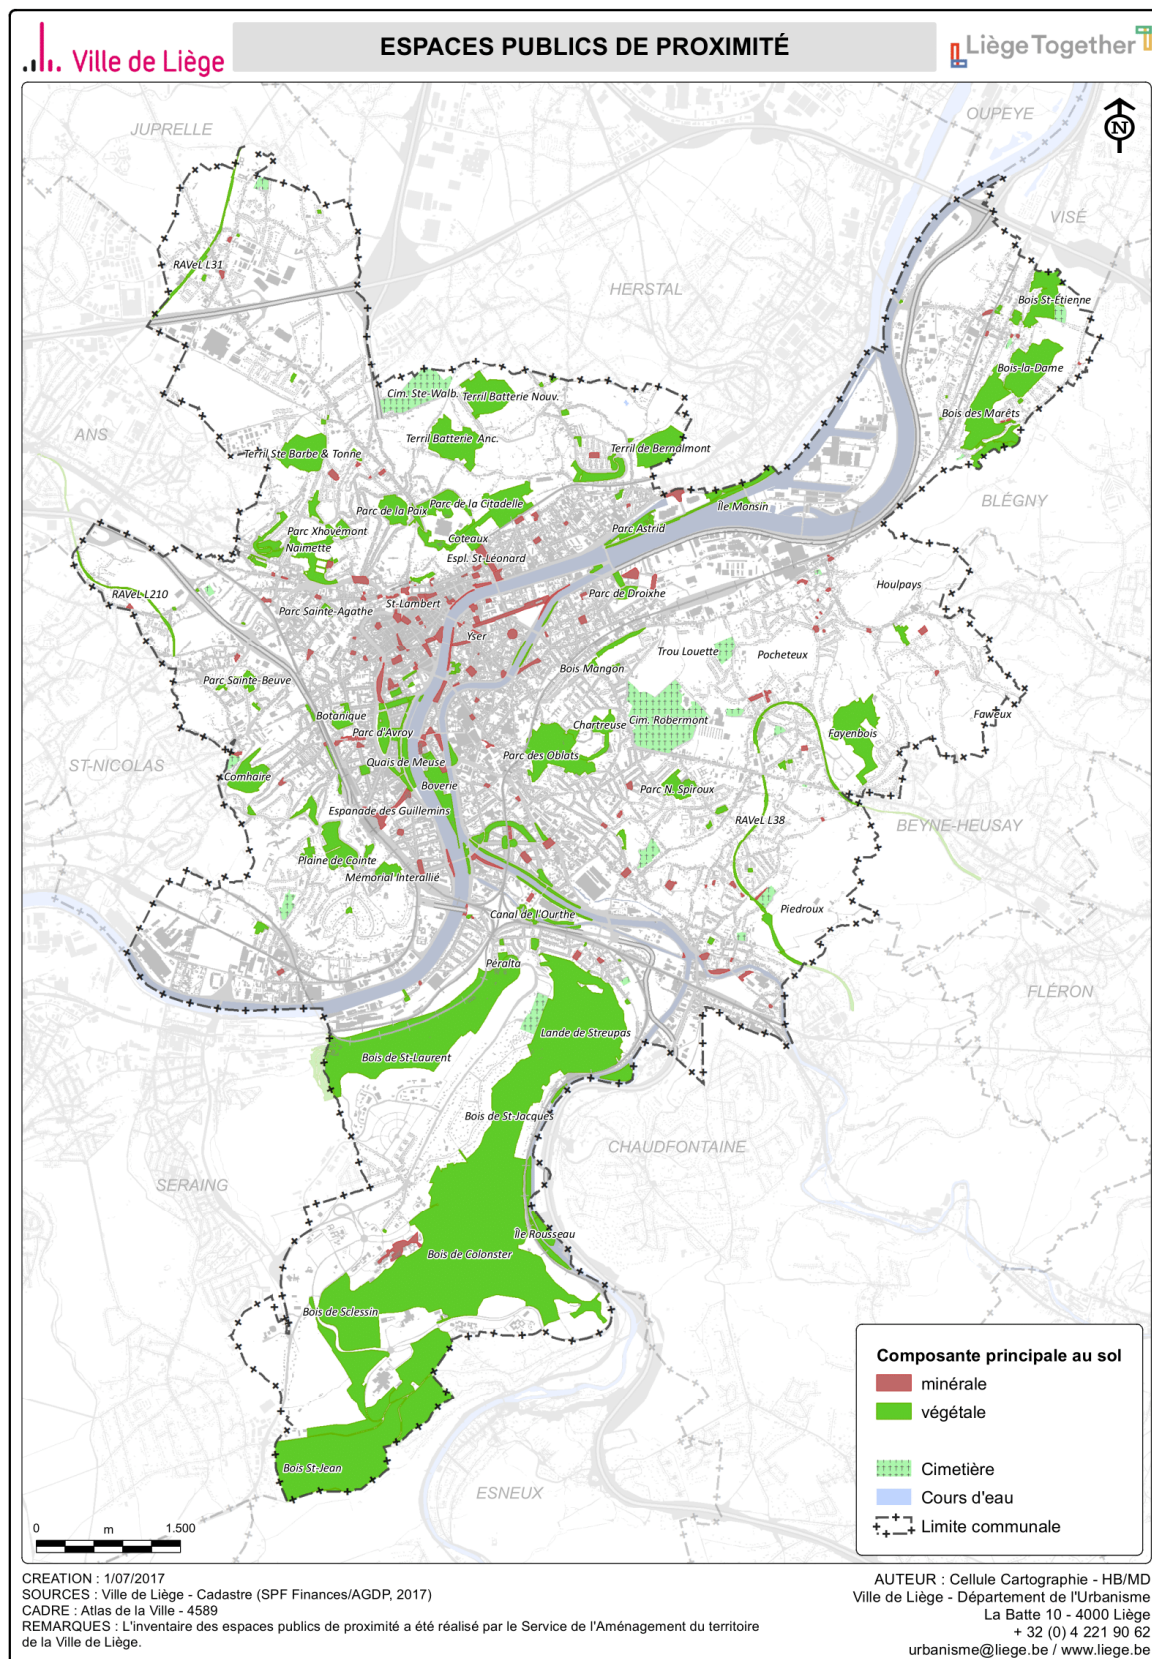 Ville de Liège
ESPACES PUBLICS DE PROXIMITÉ
Liège Together
JUPRELLE
OUPEYE
N
VISÉ
RAVeL L31
HERSTAL
Bois St-Étienne
Bois-la-Dame
Cim. Ste-Walb.
Terril Batterie Nouv.
Bois des Marêts
ANS
Terril Batterie Anc.
Terril Ste Barbe & Tonne
Terril de Bernalmont
BLÉGNY
Parc de la Citadelle
Parc de la Paix
Île Monsin
Parc Xhovémont
Parc Astrid
Coteaux
Naimette
Espl. St-Léonard
Houlpays
RAVeL L210
Parc de Droixhe
St-Lambert
Parc Sainte-Agathe
Yser
Trou Louette
Pocheteux
Bois Mangon
Parc Sainte-Beuve
Botanique
Faweux
Chartreuse
Cim. Robermont
Parc d'Avroy
Fayenbois
Parc des Oblats
Quais de Meuse
ST-NICOLAS
Comhaire
Boverie
Parc N. Spiroux
Espanade des Guillemins
RAVeL L38
BEYNE-HEUSAY
Plaine de Cointe
Mémorial Interallié
Piedroux
Canal de l'Ourthe
Péralta
FLÉRON
Lande de Streupas
Bois de St-Laurent
Bois de St-Jacques
CHAUDFONTAINE
SERAING
Île Rousseau
Bois de Colonster
Bois de Sclessin
Bois St-Jean
ESNEUX
Composante principale au sol
minérale
végétale
Cimetière
Cours d'eau
Limite communale
0 m 1.500
CREATION : 1/07/2017
SOURCES : Ville de Liège - Cadastre (SPF Finances/AGDP, 2017)
CADRE : Atlas de la Ville - 4589
REMARQUES : L'inventaire des espaces publics de proximité a été réalisé par le Service de l'Aménagement du territoire
de la Ville de Liège.
AUTEUR : Cellule Cartographie - HB/MD
Ville de Liège - Département de l'Urbanisme
La Batte 10 - 4000 Liège
+ 32 (0) 4 221 90 62
urbanisme@liege.be / www.liege.be